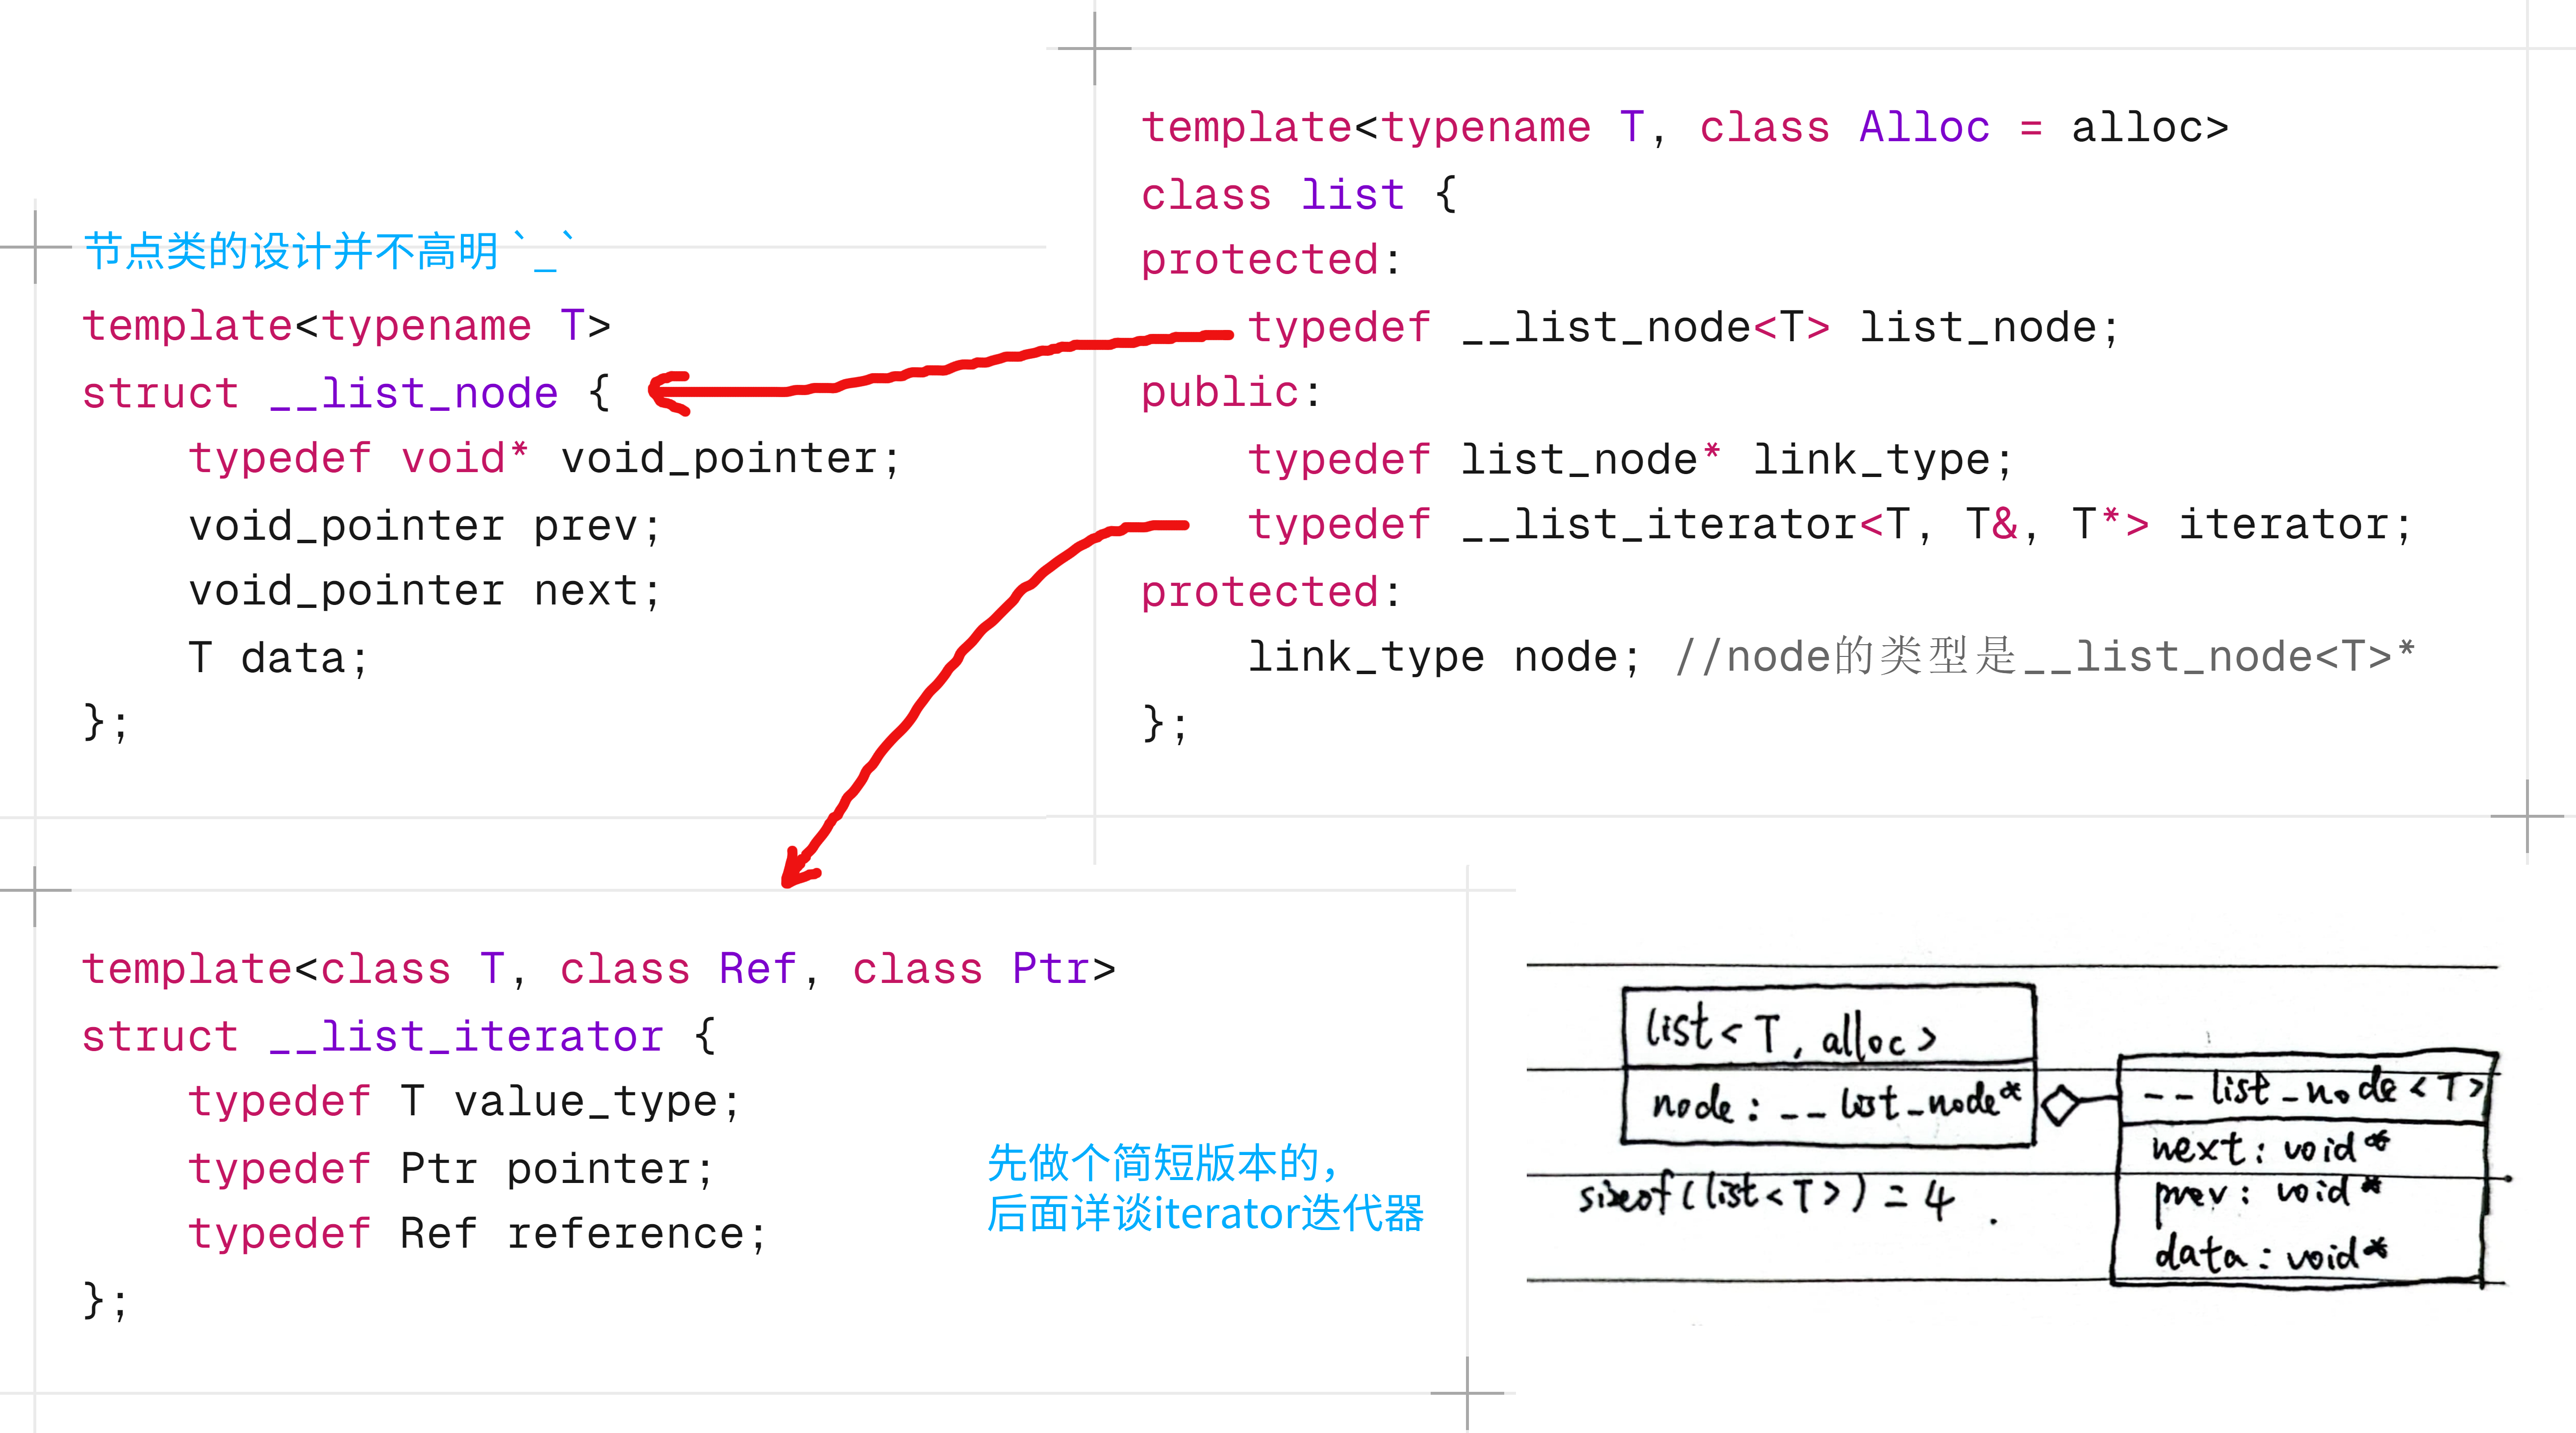 节点类的设计并不高明 `_`
template<typename T>
struct __list_node {
typedef void* void_pointer;
void_pointer prev;
void_pointer next;
T data;
};
template<typename T, class Alloc = alloc>
class list {
protected:
typedef __list_node<T> list_node;
public:
typedef list_node* link_type;
typedef __list_iterator<T, T&, T*> iterator;
protected:
link_type node; //node的类型是__list_node<T>*
};
template<class T, class Ref, class Ptr>
struct __list_iterator {
typedef T value_type;
typedef Ptr pointer;
typedef Ref reference;
};
先做个简短版本的，
后面详谈iterator迭代器
list<T, alloc>
node: __list_node*
sizeof(list<T>) = 4 .
__list_node<T>
next: void*
prev: void*
data: void*